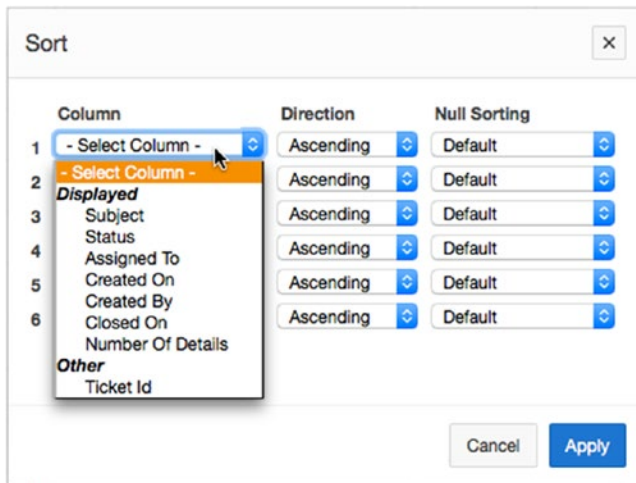 Sort
Column Direction Null Sorting
1 - Select Column - Ascending Default
2 Ascending Default
3 Ascending Default
4 Ascending Default
5 Ascending Default
6 Ascending Default
- Select Column -
Displayed
Subject
Status
Assigned To
Created On
Created By
Closed On
Number Of Details
Other
Ticket Id
Cancel Apply